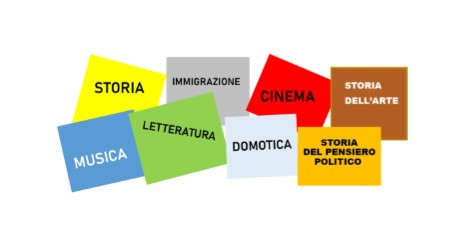 STORIA
IMMIGRAZIONE
CINEMA
STORIA
DELL'ARTE
MUSICA
LETTERATURA
DOMOTICA
STORIA
DEL PENSIERO
POLITICO